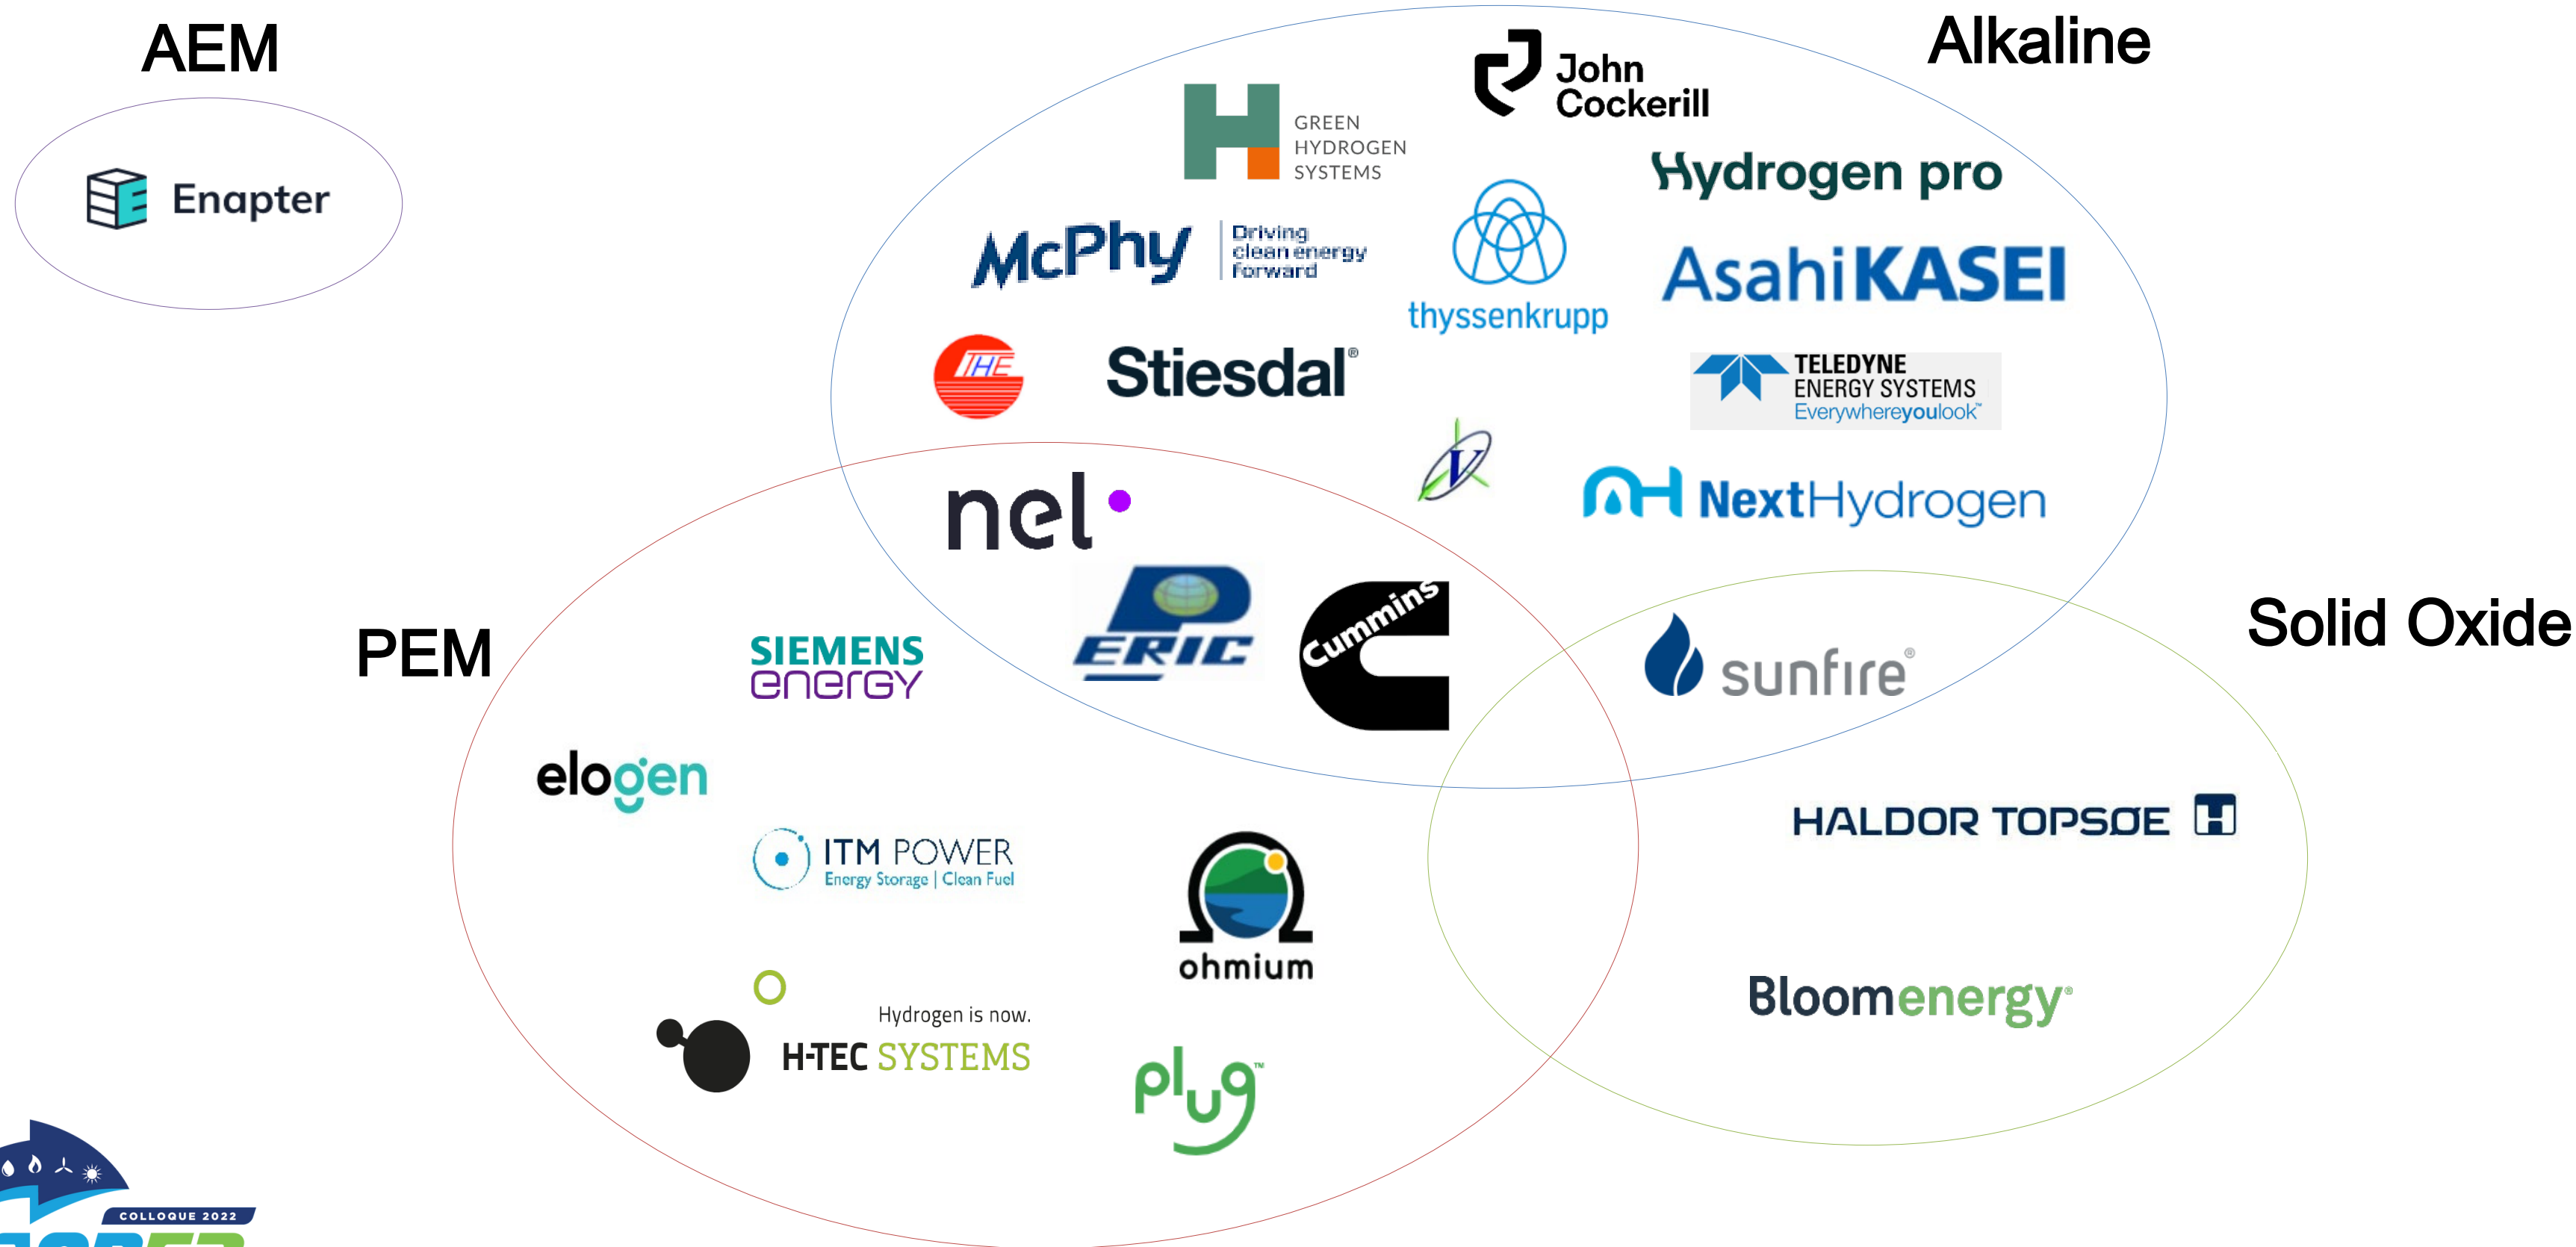 AEM
Enapter
Alkaline
John
Cockerill
GREEN
HYDROGEN
SYSTEMS
Hydrogen pro
McPhy
Driving
clean energy
forward
thyssenkrupp
AsahiKASEI
THE
Stiesdal®
TELEDYNE
ENERGY SYSTEMS
Everywhereyoulook™
V
NextHydrogen
nel
PERIC
Cummins
PEM
SIEMENS
energy
Solid Oxide
sunfire®
elogen
HALDOR TOPSØE
ITM POWER
Energy Storage | Clean Fuel
ohmium
Bloomenergy®
Hydrogen is now.
H-TEC SYSTEMS
plug™
COLLOQUE 2022